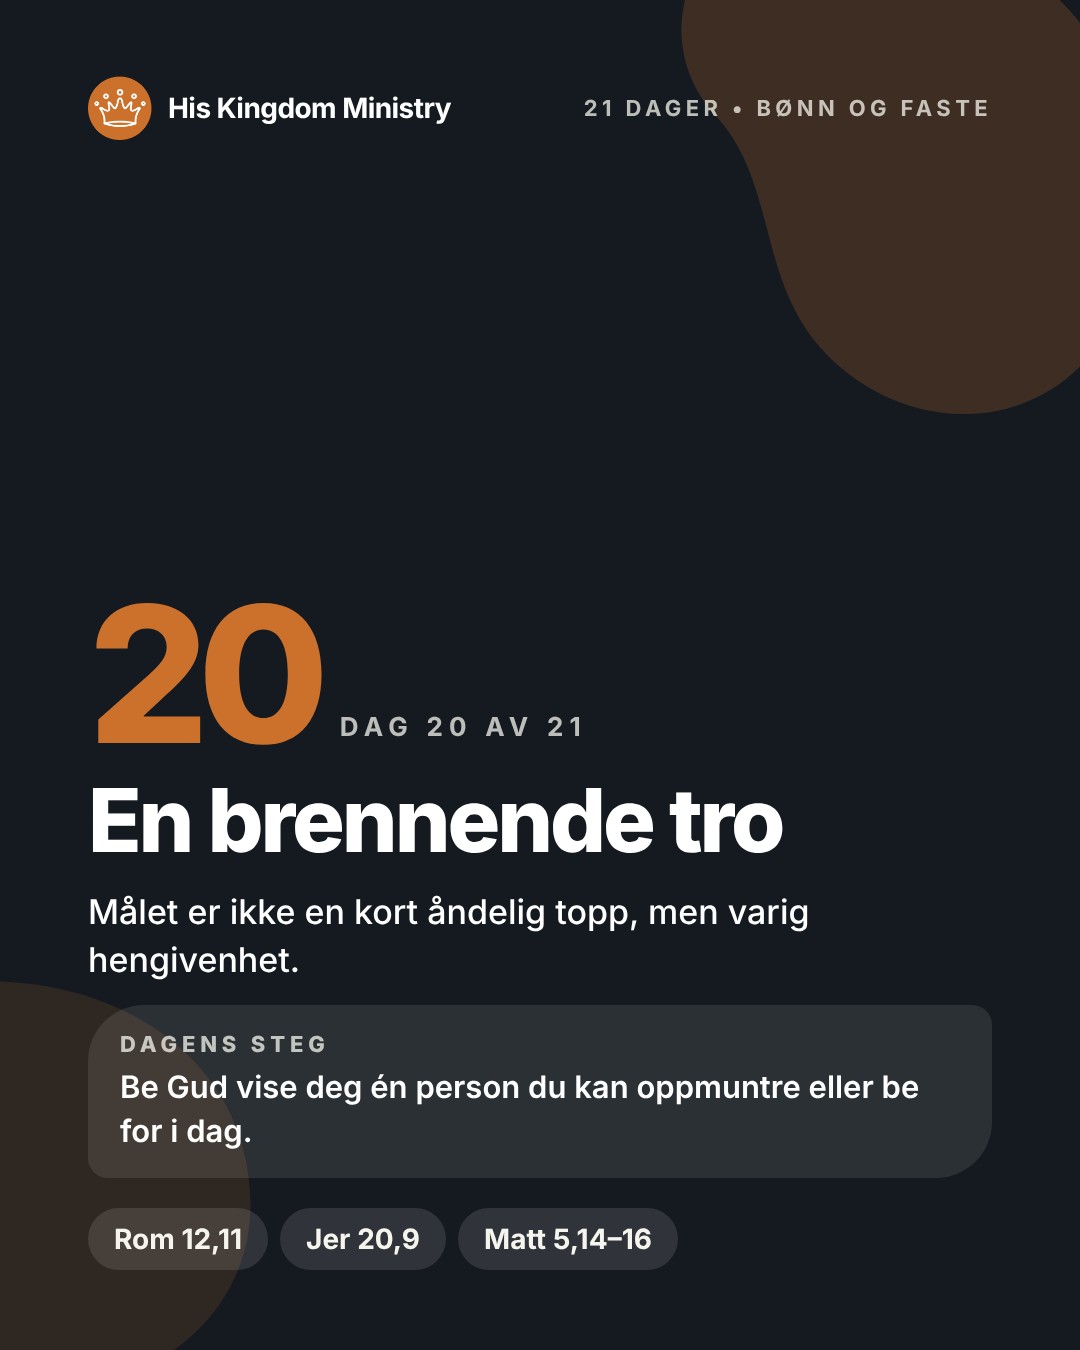 His Kingdom Ministry
21 DAGER • BØNN OG FASTE
20
DAG 20 AV 21
En brennende tro
Målet er ikke en kort åndelig topp, men varig
hengivenhet.
DAGENS STEG
Be Gud vise deg én person du kan oppmuntre eller be
for i dag.
Rom 12,11
Jer 20,9
Matt 5,14–16